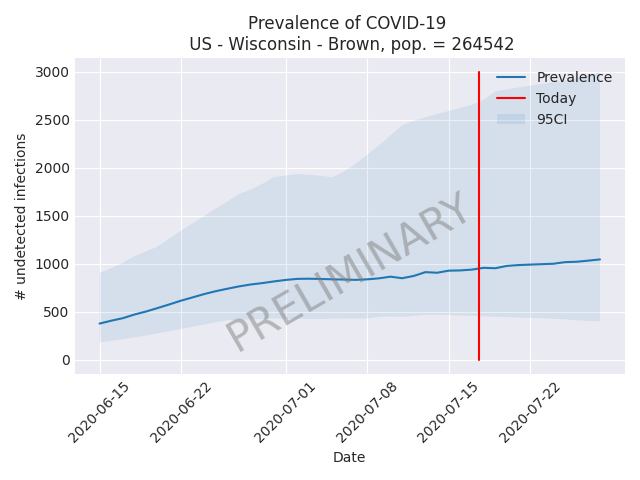 Prevalence of COVID-19
US - Wisconsin - Brown, pop. = 264542
3000
2500
2000
1500
1000
500
0
# undetected infections
Prevalence
Today
95CI
PRELIMINARY
2020-06-15
2020-06-22
2020-07-01
2020-07-08
2020-07-15
2020-07-22
Date